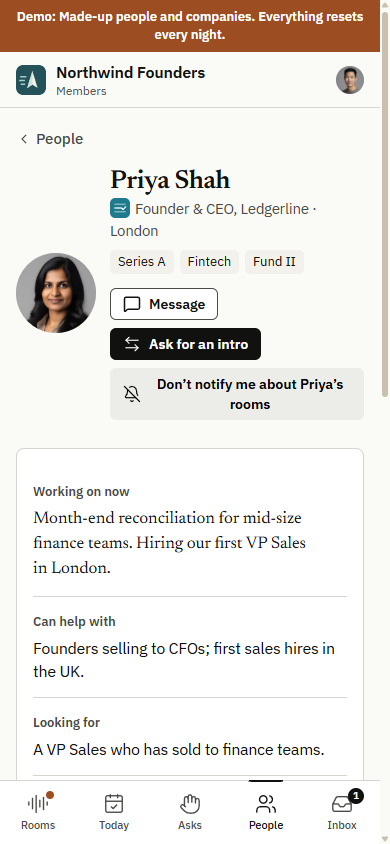 Demo: Made-up people and companies. Everything resets
every night.
Northwind Founders
Members
People
Priya Shah
Founder & CEO, Ledgerline ·
London
Series A
Fintech
Fund II
Message
Ask for an intro
Don’t notify me about Priya’s
rooms
Working on now
Month-end reconciliation for mid-size
finance teams. Hiring our first VP Sales
in London.
Can help with
Founders selling to CFOs; first sales hires in
the UK.
Looking for
A VP Sales who has sold to finance teams.
1
Rooms
Today
Asks
People
Inbox